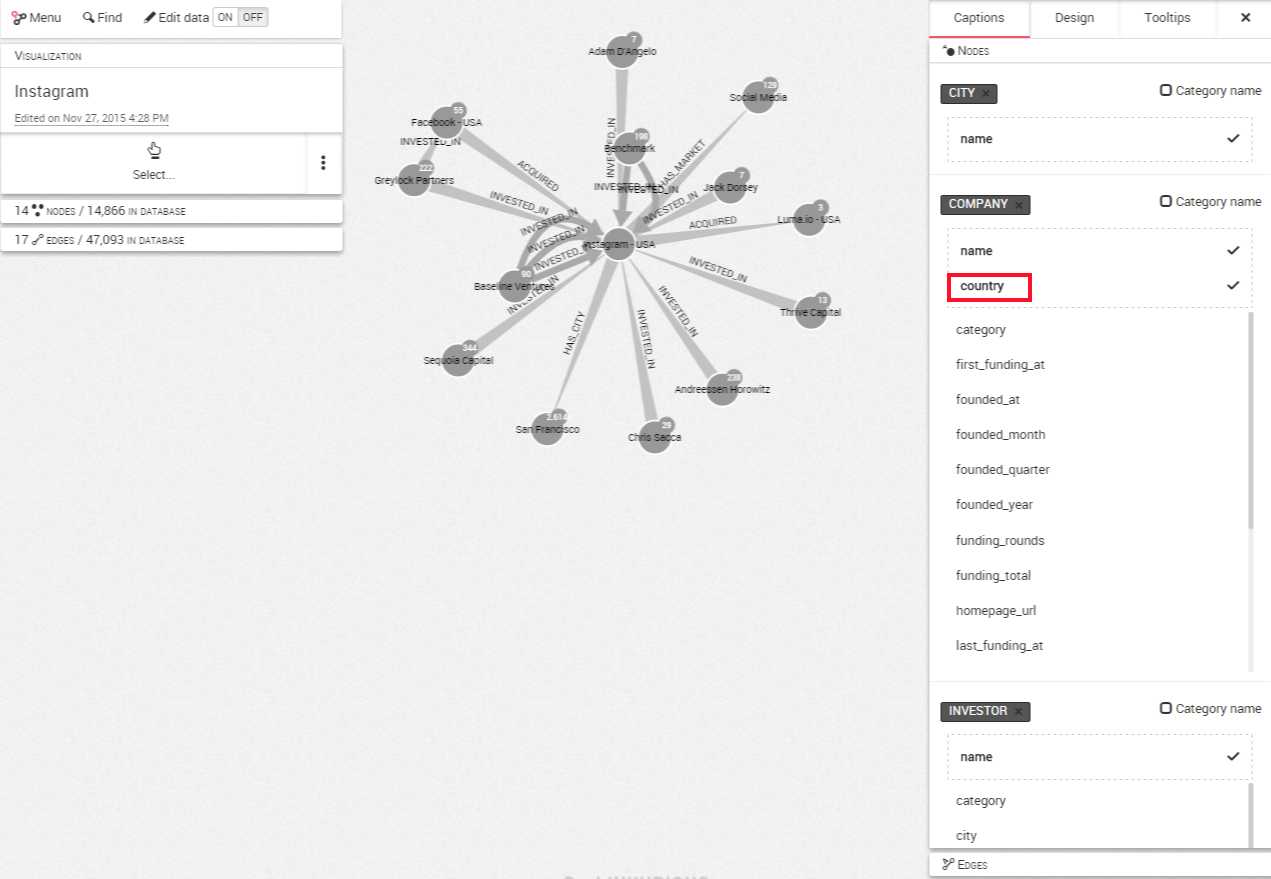 Menu Find Edit data ON OFF
VISUALIZATION
Instagram
Edited on Nov 27, 2015 4:28 PM
Select...
14 NODES / 14,866 IN DATABASE
17 EDGES / 47,093 IN DATABASE
7
Adam D'Angelo
129
Social Media
55
Facebook - USA
INVESTED_IN
198
Benchmark
INVESTED_IN
HAS_MARKET
222
Greylock Partners
ACQUIRED
INVESTED_IN
INVESTED_IN
INVESTED_IN
7
Jack Dorsey
INVESTED_IN
INVESTED_IN
3
Luma.io - USA
ACQUIRED
Instagram - USA
INVESTED_IN
INVESTED_IN
INVESTED_IN
90
Baseline Ventures
INVESTED_IN
INVESTED_IN
13
Thrive Capital
INVESTED_IN
HAS_CITY
INVESTED_IN
344
Sequoia Capital
238
Andreessen Horowitz
2,614
San Francisco
29
Chris Sacca
Captions Design Tooltips
NODES
CITY × Category name
name
COMPANY × Category name
name
country
category
first_funding_at
founded_at
founded_month
founded_quarter
founded_year
funding_rounds
funding_total
homepage_url
last_funding_at
INVESTOR × Category name
name
category
city
EDGES